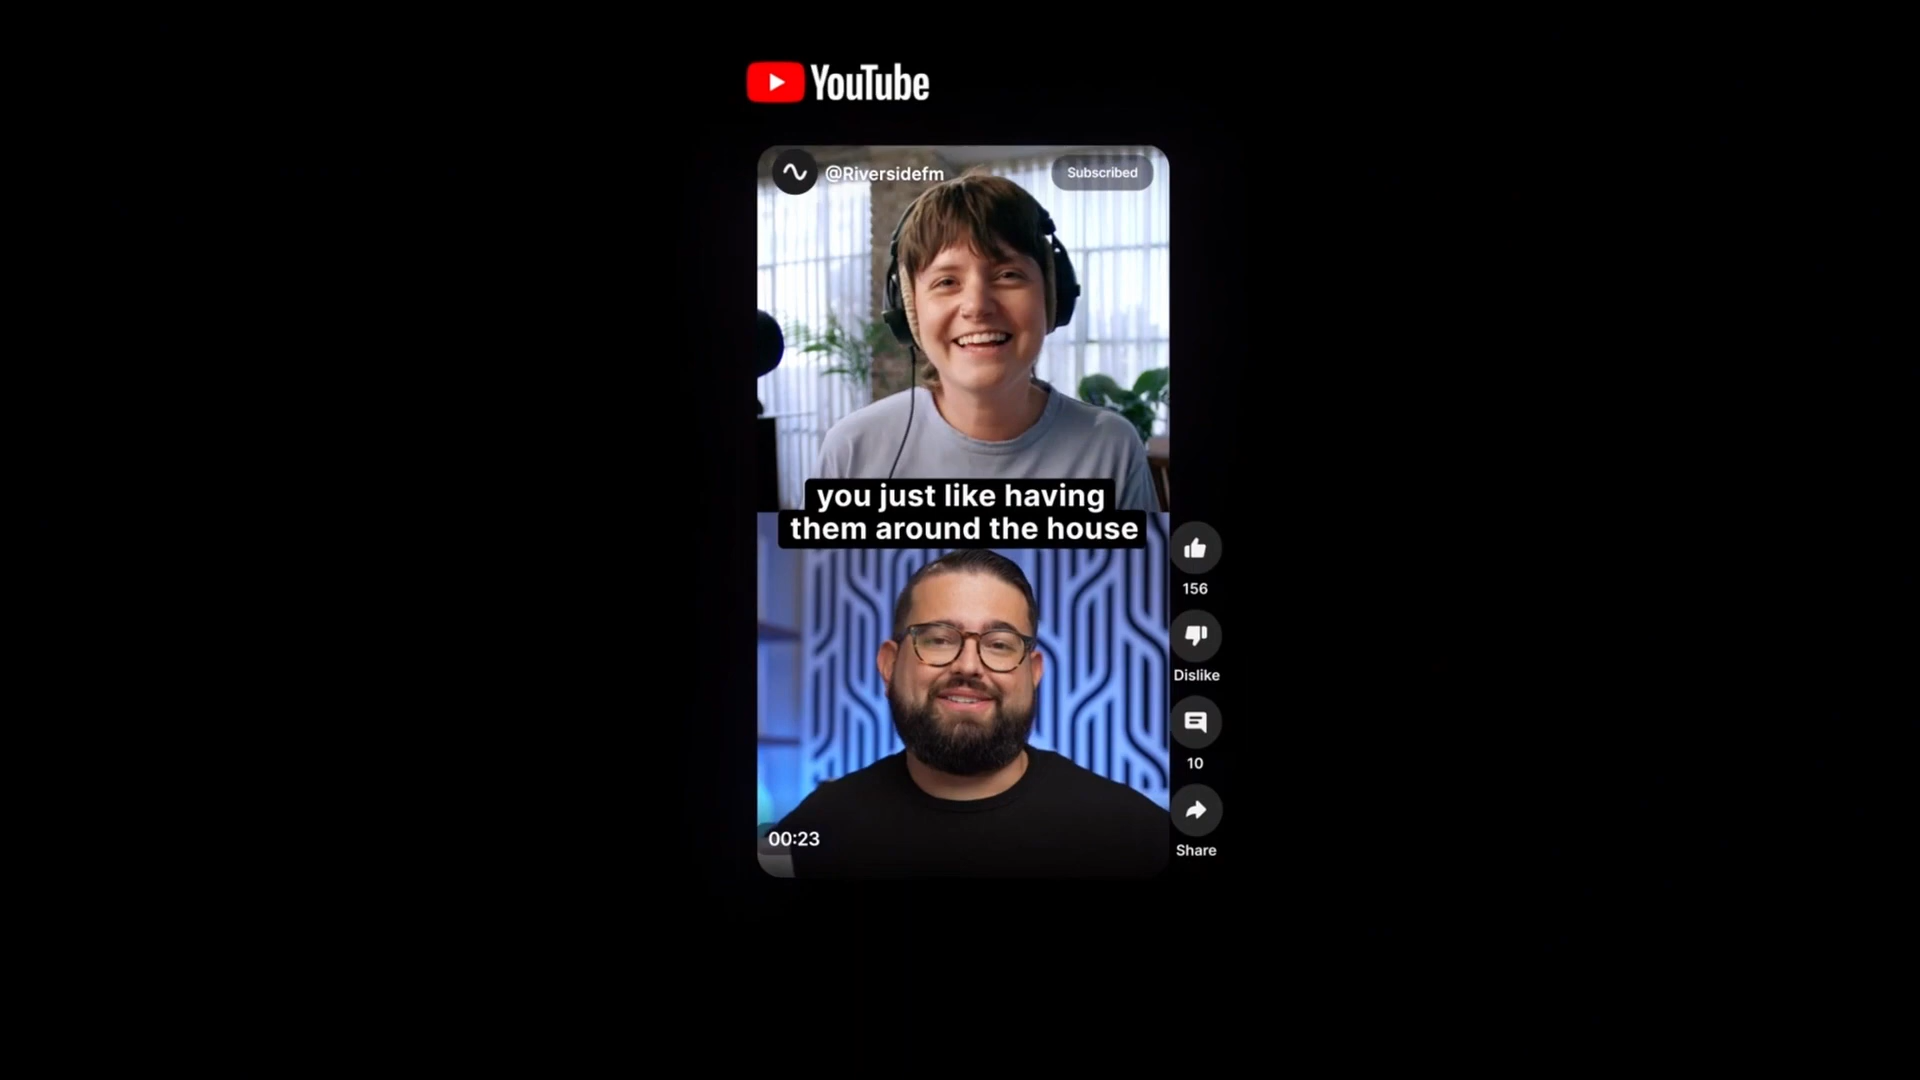 YouTube
@Riversidefm
Subscribed
you just like having
them around the house
156
Dislike
10
00:23
Share